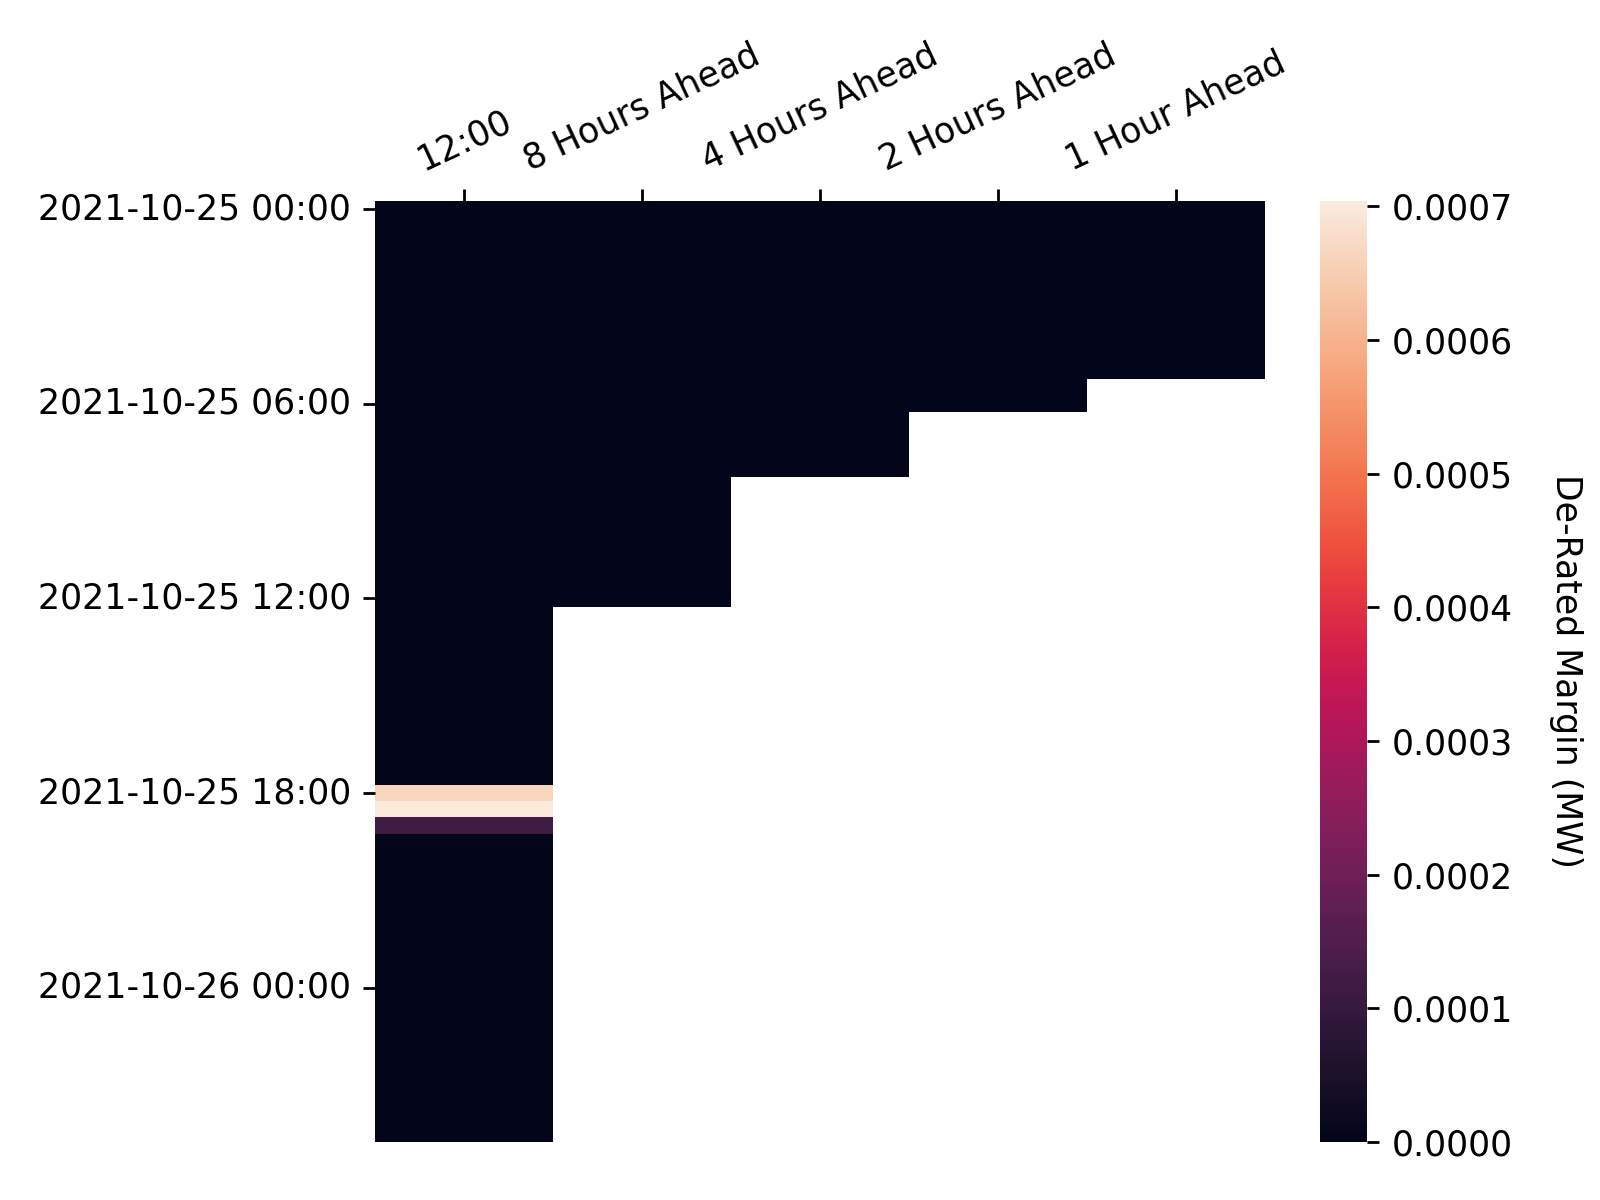 12:00
8 Hours Ahead
4 Hours Ahead
2 Hours Ahead
1 Hour Ahead
2021-10-25 00:00
2021-10-25 06:00
2021-10-25 12:00
2021-10-25 18:00
2021-10-26 00:00
0.0007
0.0006
0.0005
0.0004
0.0003
0.0002
0.0001
0.0000
De-Rated Margin (MW)